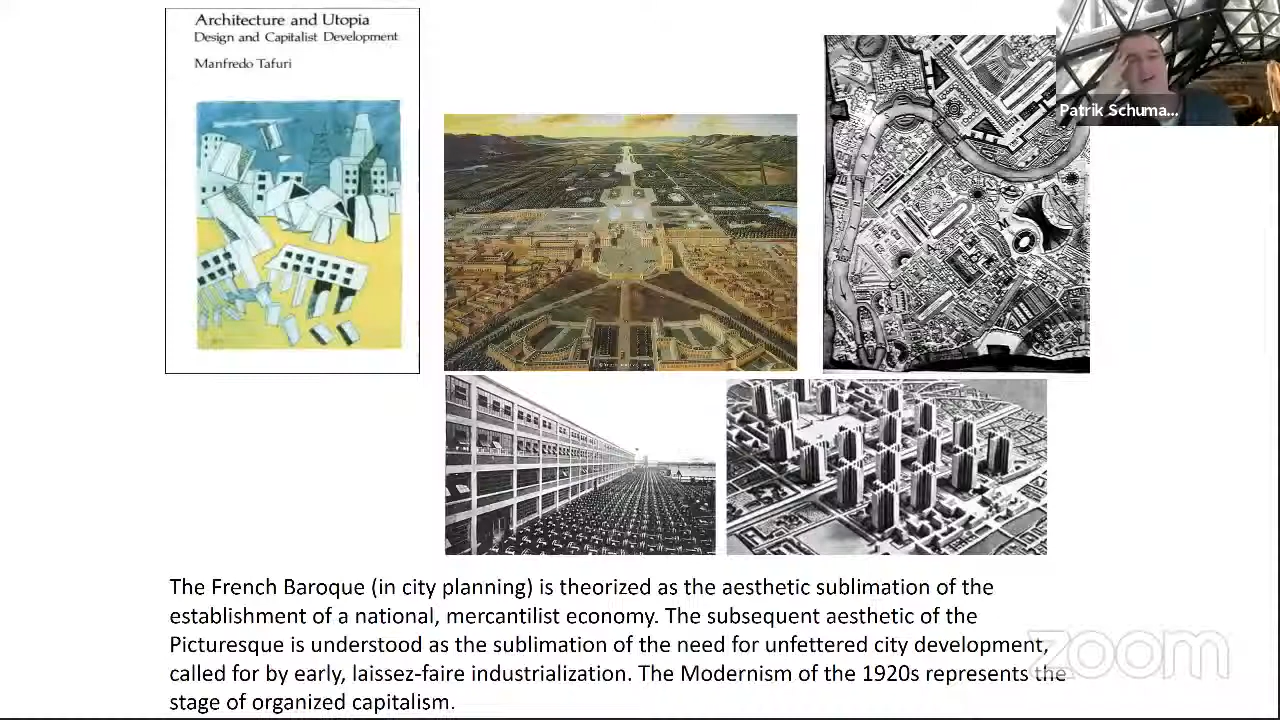 Architecture and Utopia
Design and Capitalist Development
Manfredo Tafuri
Patrik Schuma...
The French Baroque (in city planning) is theorized as the aesthetic sublimation of the
establishment of a national, mercantilist economy. The subsequent aesthetic of the
Picturesque is understood as the sublimation of the need for unfettered city development,
called for by early, laissez-faire industrialization. The Modernism of the 1920s represents the
stage of organized capitalism.
zoom